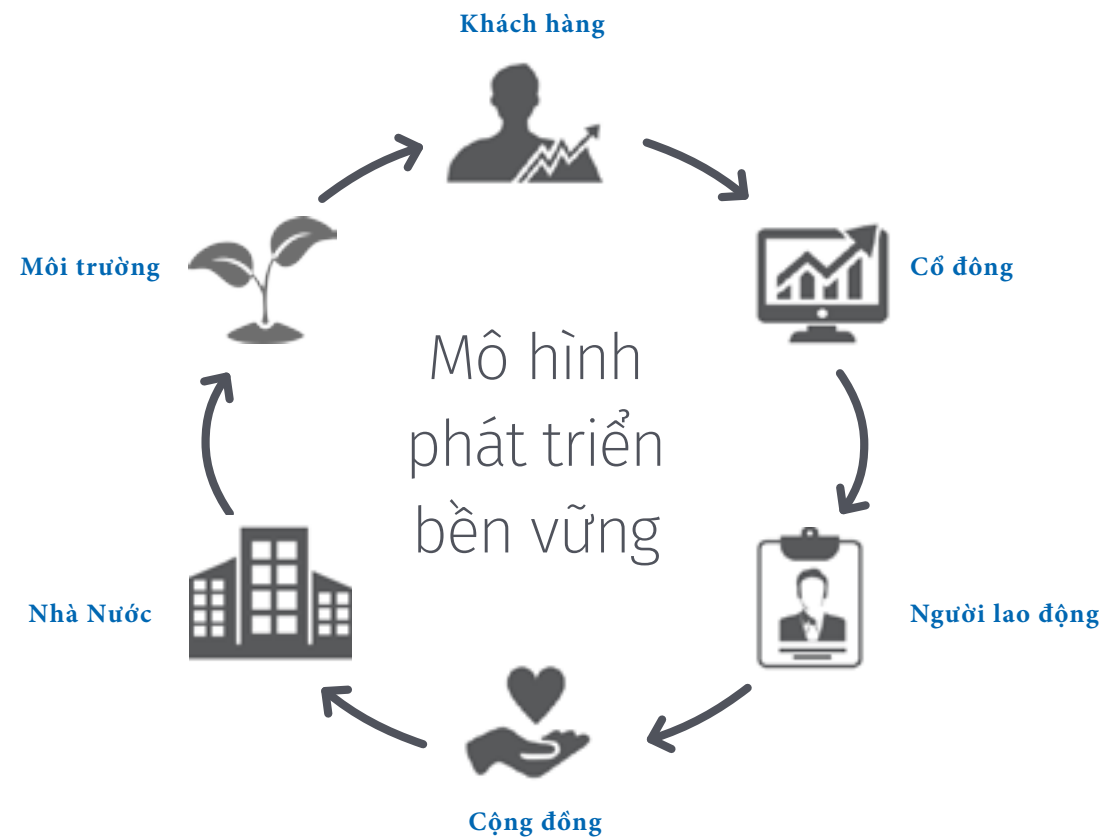 Khách hàng
Môi trường
Cổ đông
Mô hình
phát triển
bền vững
Nhà Nước
Người lao động
Cộng đồng